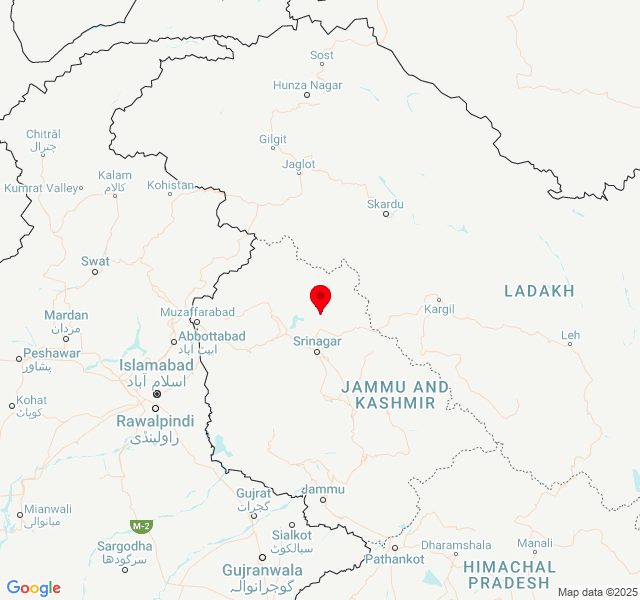 Sost
Hunza Nagar
Chitrāl
چترال
Gilgit
Jaglot
Kalam
كالام
Kumrat Valley
Kohistan
Skardu
Swat
LADAKH
Muzaffarabad
Kargil
Mardan
مردان
Abbottabad
ایبٹ آباد
Leh
Srinagar
Peshawar
پشاور
Islamabad
اسلام آباد
JAMMU AND
KASHMIR
Kohat
کوہاٹ
Rawalpindi
راولپنڈی
Jammu
Gujrat
گجرات
Mianwali
میانوالی
M-2
Sialkot
سیالکوٹ
Sargodha
سرگودھا
Dharamshala
Manali
Pathankot
Gujranwala
گوجرانوالہ
HIMACHAL
PRADESH
Google
Map data ©2025